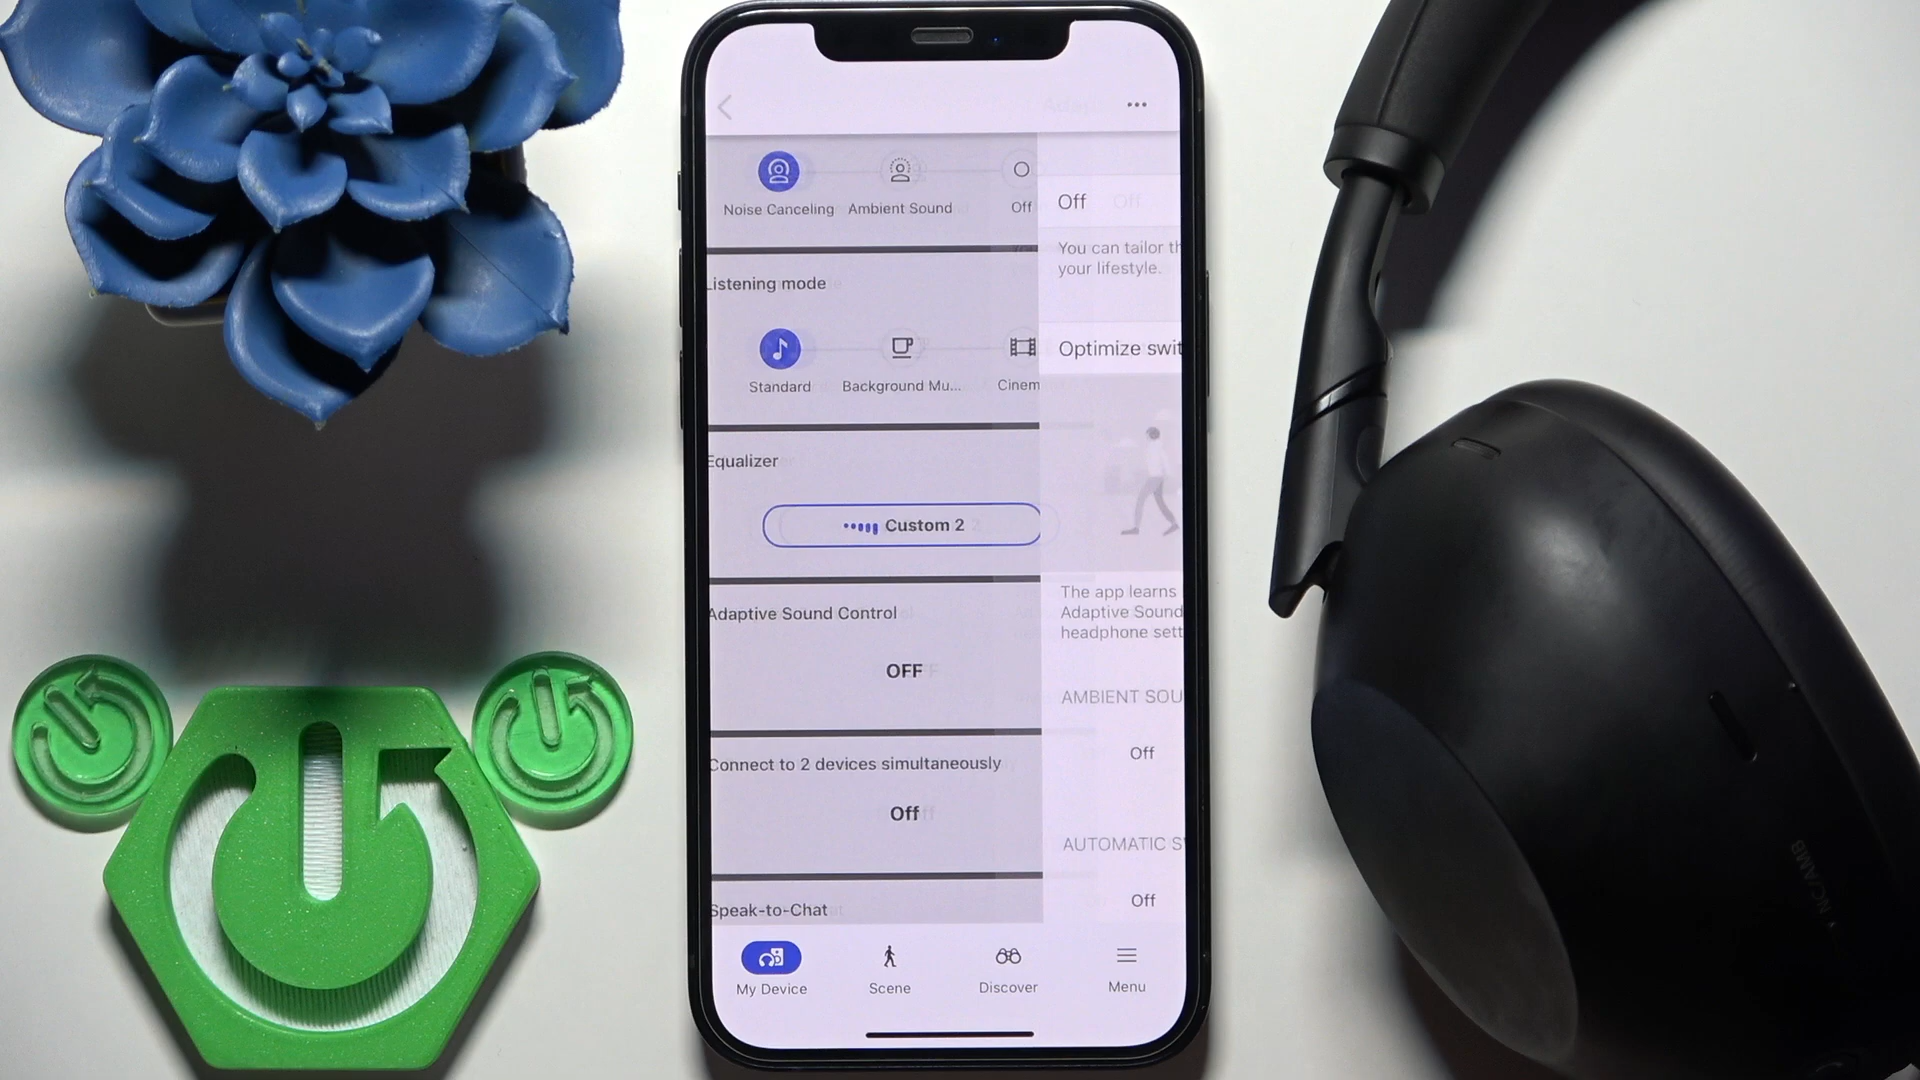 Noise Canceling Ambient Sound Off
Off
You can tailor th
your lifestyle.
Listening mode
Optimize swit
Standard Background Mu... Cinem
Equalizer
Custom 2
The app learns
Adaptive Sound
headphone sett
Adaptive Sound Control
OFF
AMBIENT SOU
Off
Connect to 2 devices simultaneously
Off
AUTOMATIC S
Off
Speak-to-Chat
My Device Scene Discover Menu
NC/AMB